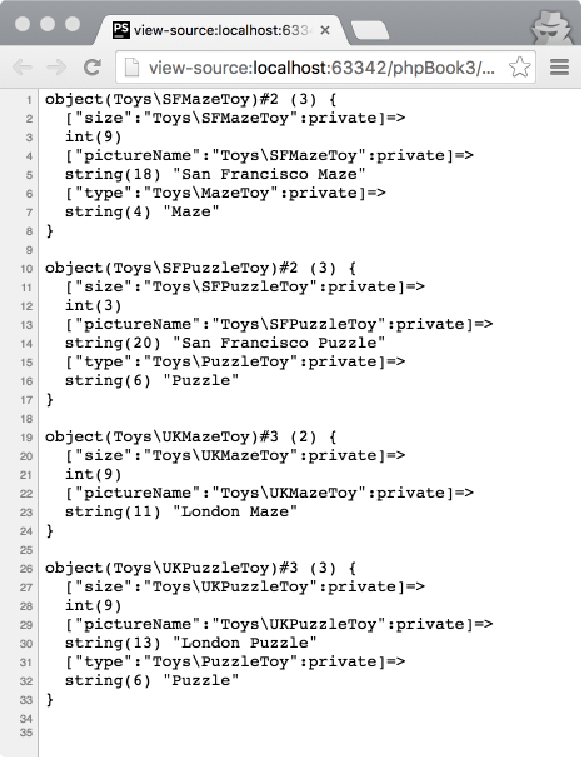 PS view-source:localhost:633
view-source:localhost:63342/phpBook3/...
1 object(Toys\SFMazeToy)#2 (3) {
2   ["size":"Toys\SFMazeToy":private]=>
3   int(9)
4   ["pictureName":"Toys\SFMazeToy":private]=>
5   string(18) "San Francisco Maze"
6   ["type":"Toys\MazeToy":private]=>
7   string(4) "Maze"
8 }
9
10 object(Toys\SFPuzzleToy)#2 (3) {
11   ["size":"Toys\SFPuzzleToy":private]=>
12   int(3)
13   ["pictureName":"Toys\SFPuzzleToy":private]=>
14   string(20) "San Francisco Puzzle"
15   ["type":"Toys\PuzzleToy":private]=>
16   string(6) "Puzzle"
17 }
18
19 object(Toys\UKMazeToy)#3 (2) {
20   ["size":"Toys\UKMazeToy":private]=>
21   int(9)
22   ["pictureName":"Toys\UKMazeToy":private]=>
23   string(11) "London Maze"
24 }
25
26 object(Toys\UKPuzzleToy)#3 (3) {
27   ["size":"Toys\UKPuzzleToy":private]=>
28   int(9)
29   ["pictureName":"Toys\UKPuzzleToy":private]=>
30   string(13) "London Puzzle"
31   ["type":"Toys\PuzzleToy":private]=>
32   string(6) "Puzzle"
33 }
34
35